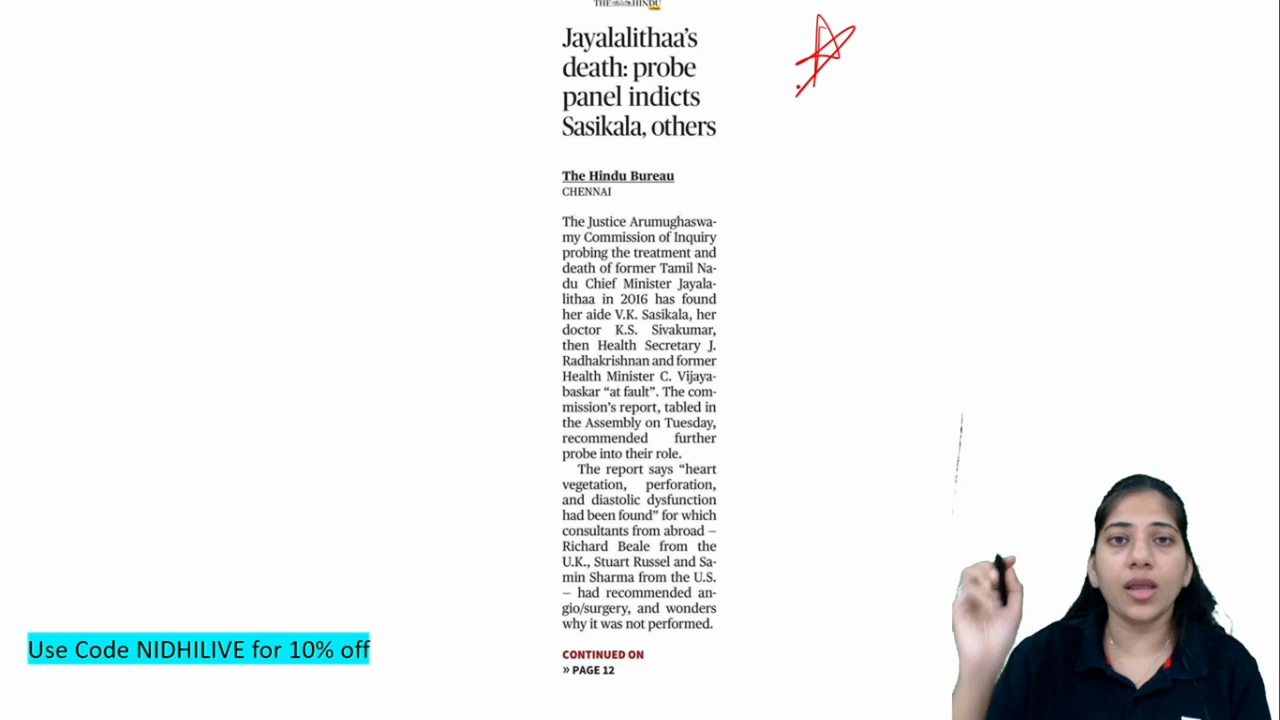 THE HINDU
Jayalalithaa's
death: probe
panel indicts
Sasikala, others
The Hindu Bureau
CHENNAI
The Justice Arumughaswa-
my Commission of Inquiry
probing the treatment and
death of former Tamil Na-
du Chief Minister Jayala-
lithaa in 2016 has found
her aide V.K. Sasikala, her
doctor K.S. Sivakumar,
then Health Secretary J.
Radhakrishnan and former
Health Minister C. Vijaya-
baskar “at fault”. The com-
mission's report, tabled in
the Assembly on Tuesday,
recommended further
probe into their role.
The report says “heart
vegetation, perforation,
and diastolic dysfunction
had been found” for which
consultants from abroad –
Richard Beale from the
U.K., Stuart Russel and Sa-
min Sharma from the U.S.
– had recommended an-
gio/surgery, and wonders
why it was not performed.
CONTINUED ON
» PAGE 12
Use Code NIDHILIVE for 10% off